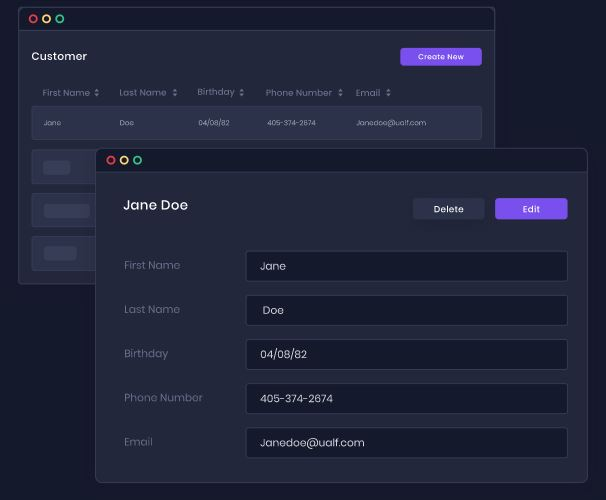 Customer
Create New
First Name Last Name Birthday Phone Number Email
Jane Doe 04/08/82 405-374-2674 Janedoe@ualf.com
Jane Doe
Delete Edit
First Name Jane
Last Name Doe
Birthday 04/08/82
Phone Number 405-374-2674
Email Janedoe@ualf.com